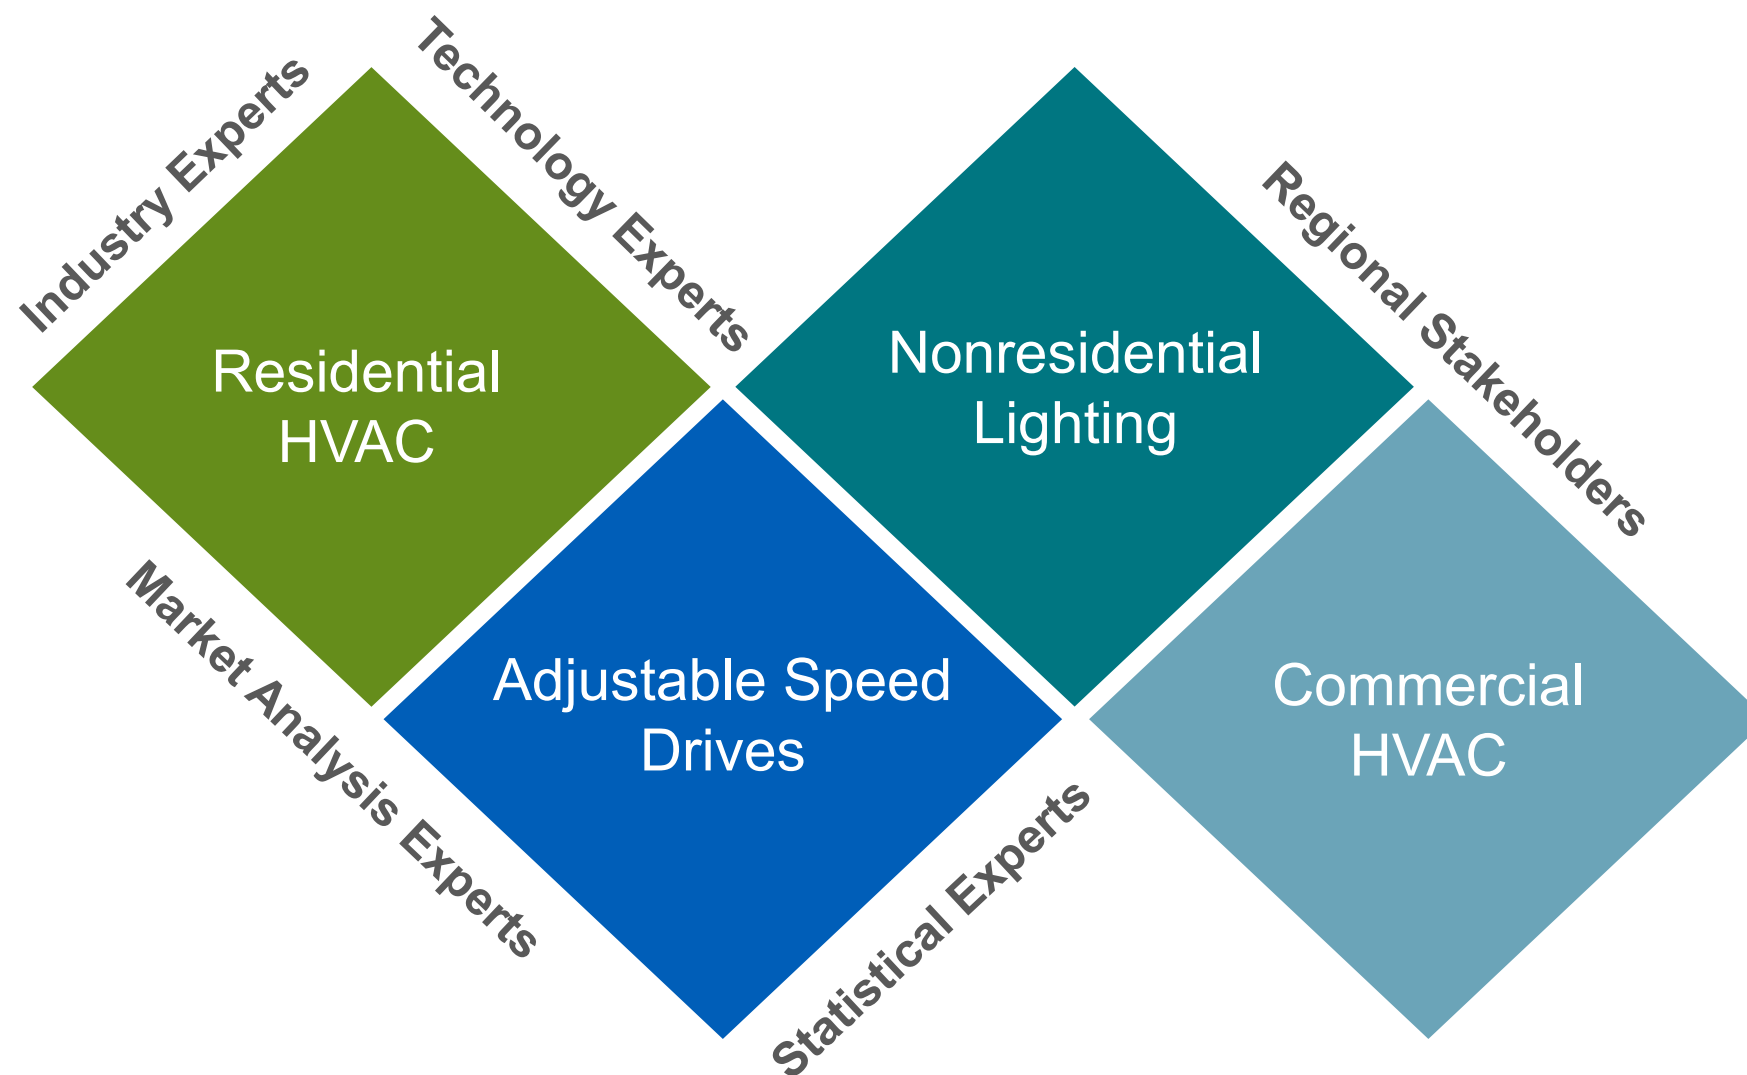 Industry Experts
Technology Experts
Residential
HVAC
Nonresidential
Lighting
Regional Stakeholders
Market Analysis Experts
Adjustable Speed
Drives
Statistical Experts
Commercial
HVAC